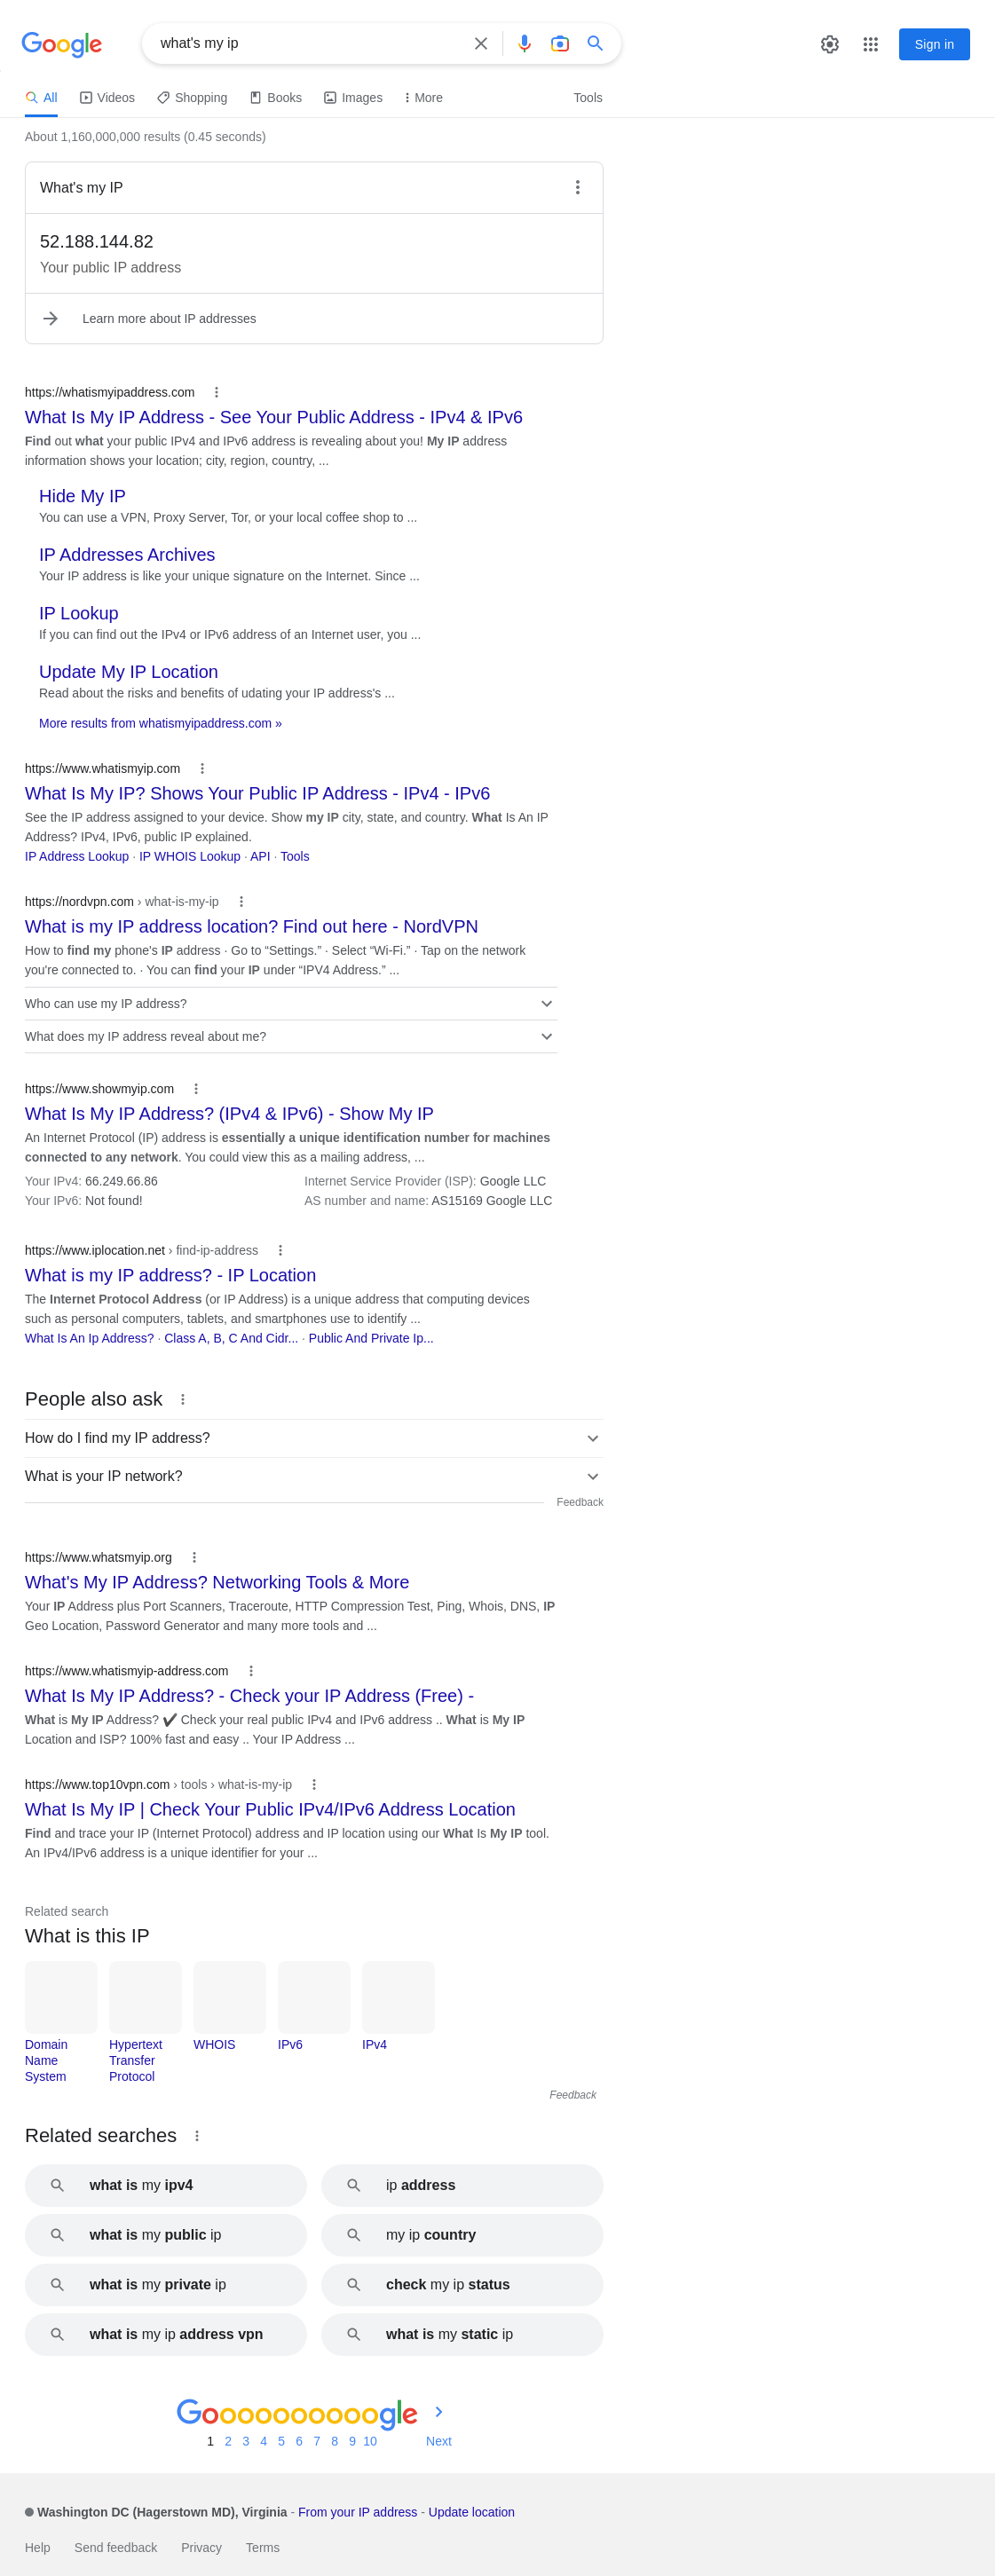 Google
what's my ip
Sign in
All
Videos
Shopping
Books
Images
More
Tools
About 1,160,000,000 results (0.45 seconds)
What's my IP
52.188.144.82
Your public IP address
Learn more about IP addresses
https://whatismyipaddress.com
What Is My IP Address - See Your Public Address - IPv4 & IPv6
Find out what your public IPv4 and IPv6 address is revealing about you! My IP address
information shows your location; city, region, country, ...
Hide My IP
You can use a VPN, Proxy Server, Tor, or your local coffee shop to ...
IP Addresses Archives
Your IP address is like your unique signature on the Internet. Since ...
IP Lookup
If you can find out the IPv4 or IPv6 address of an Internet user, you ...
Update My IP Location
Read about the risks and benefits of udating your IP address's ...
More results from whatismyipaddress.com »
https://www.whatismyip.com
What Is My IP? Shows Your Public IP Address - IPv4 - IPv6
See the IP address assigned to your device. Show my IP city, state, and country. What Is An IP
Address? IPv4, IPv6, public IP explained.
IP Address Lookup · IP WHOIS Lookup · API · Tools
https://nordvpn.com › what-is-my-ip
What is my IP address location? Find out here - NordVPN
How to find my phone's IP address · Go to “Settings.” · Select “Wi-Fi.” · Tap on the network
you're connected to. · You can find your IP under “IPV4 Address.” ...
Who can use my IP address?
What does my IP address reveal about me?
https://www.showmyip.com
What Is My IP Address? (IPv4 & IPv6) - Show My IP
An Internet Protocol (IP) address is essentially a unique identification number for machines
connected to any network. You could view this as a mailing address, ...
Your IPv4: 66.249.66.86
Internet Service Provider (ISP): Google LLC
Your IPv6: Not found!
AS number and name: AS15169 Google LLC
https://www.iplocation.net › find-ip-address
What is my IP address? - IP Location
The Internet Protocol Address (or IP Address) is a unique address that computing devices
such as personal computers, tablets, and smartphones use to identify ...
What Is An Ip Address? · Class A, B, C And Cidr... · Public And Private Ip...
People also ask
How do I find my IP address?
What is your IP network?
Feedback
https://www.whatsmyip.org
What's My IP Address? Networking Tools & More
Your IP Address plus Port Scanners, Traceroute, HTTP Compression Test, Ping, Whois, DNS, IP
Geo Location, Password Generator and many more tools and ...
https://www.whatismyip-address.com
What Is My IP Address? - Check your IP Address (Free) -
What is My IP Address? ✔ Check your real public IPv4 and IPv6 address .. What is My IP
Location and ISP? 100% fast and easy .. Your IP Address ...
https://www.top10vpn.com › tools › what-is-my-ip
What Is My IP | Check Your Public IPv4/IPv6 Address Location
Find and trace your IP (Internet Protocol) address and IP location using our What Is My IP tool.
An IPv4/IPv6 address is a unique identifier for your ...
Related search
What is this IP
Domain
Name
System
Hypertext
Transfer
Protocol
WHOIS
IPv6
IPv4
Feedback
Related searches
what is my ipv4
ip address
what is my public ip
my ip country
what is my private ip
check my ip status
what is my ip address vpn
what is my static ip
Goooooooooogle
1 2 3 4 5 6 7 8 9 10 Next
Washington DC (Hagerstown MD), Virginia - From your IP address - Update location
Help Send feedback Privacy Terms